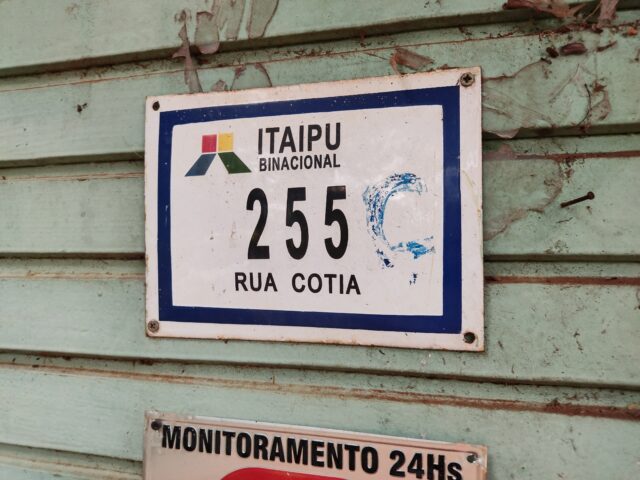 ITAIPU
BINACIONAL
255 C
RUA COTIA
MONITORAMENTO 24Hs